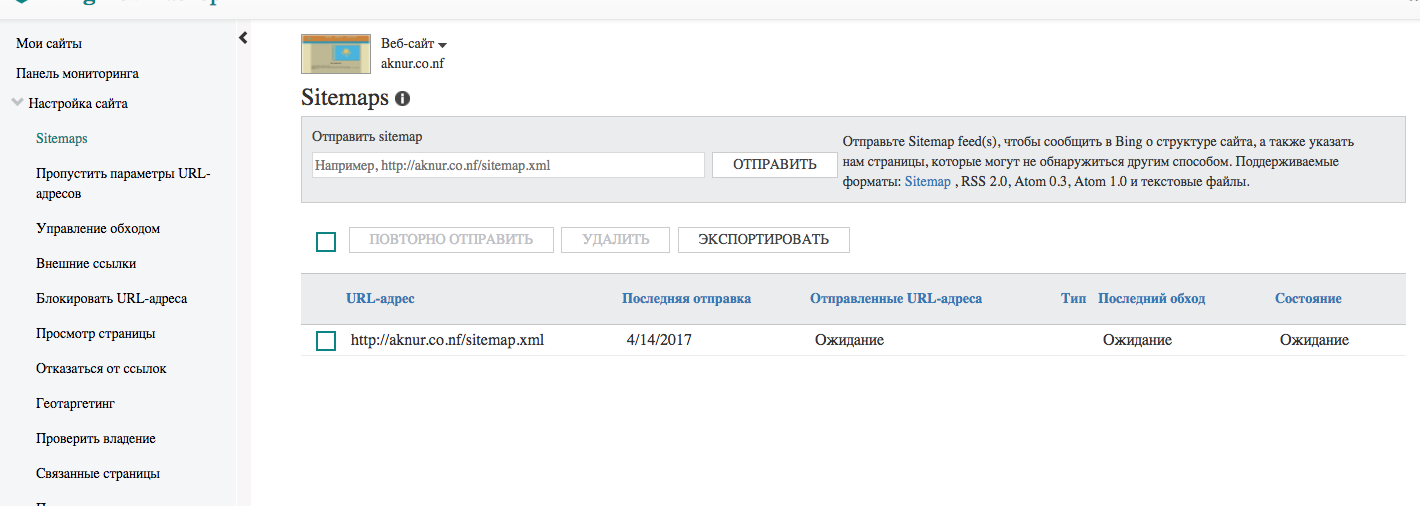 Мои сайты
Панель мониторинга
Настройка сайта
Sitemaps
Пропустить параметры URL-
адресов
Управление обходом
Внешние ссылки
Блокировать URL-адреса
Просмотр страницы
Отказаться от ссылок
Геотаргетинг
Проверить владение
Связанные страницы
Веб-сайт
aknur.co.nf
Sitemaps
Отправить sitemap
Например, http://aknur.co.nf/sitemap.xml
ОТПРАВИТЬ
Отправьте Sitemap feed(s), чтобы сообщить в Bing о структуре сайта, а также указать
нам страницы, которые могут не обнаружиться другим способом. Поддерживаемые
форматы: Sitemap , RSS 2.0, Atom 0.3, Atom 1.0 и текстовые файлы.
ПОВТОРНО ОТПРАВИТЬ УДАЛИТЬ ЭКСПОРТИРОВАТЬ
URL-адрес Последняя отправка Отправленные URL-адреса Тип Последний обход Состояние
http://aknur.co.nf/sitemap.xml 4/14/2017 Ожидание Ожидание Ожидание